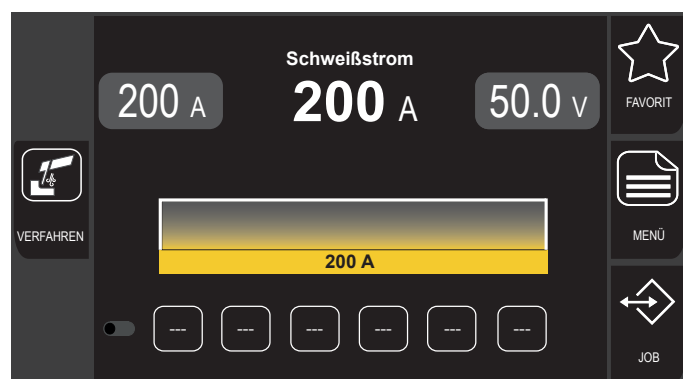 Schweißstrom
200 A
200 A
50.0 V
FAVORIT
VERFAHREN
MENÜ
200 A
---
---
---
---
---
---
JOB